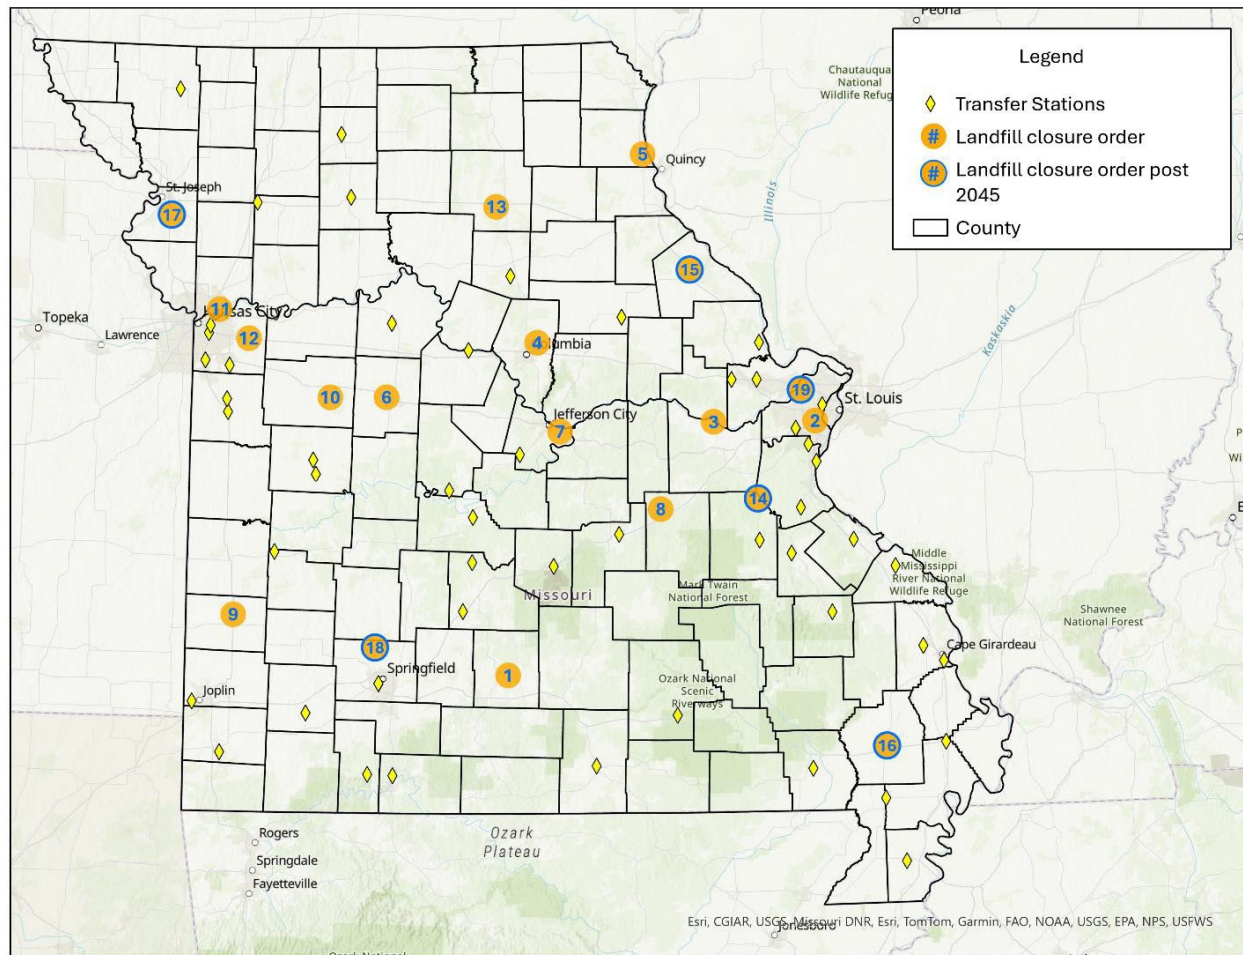 Peoria
Legend
Chautauqua
National
Wildlife Refug
Transfer Stations
#
Landfill closure order
#
Landfill closure order post
2045
County
5
Quincy
St. Joseph
17
13
Illinois
15
11
Kansas City
Topeka
Lawrence
12
4
Columbia
Kaskaskia
10
6
19
St. Louis
Jefferson City
7
3
2
14
8
Middle
Mississippi
River National
Wildlife Refuge
Mark Twain
National Forest
Missouri
Shawnee
National Forest
9
18
Springfield
1
Cape Girardeau
Ozark National
Scenic
Riverways
Joplin
16
Rogers
Springdale
Fayetteville
Ozark
Plateau
Esri, CGIAR, USGS, Missouri DNR, Esri, TomTom, Garmin, FAO, NOAA, USGS, EPA, NPS, USFWS
Jonesboro
Ozark National